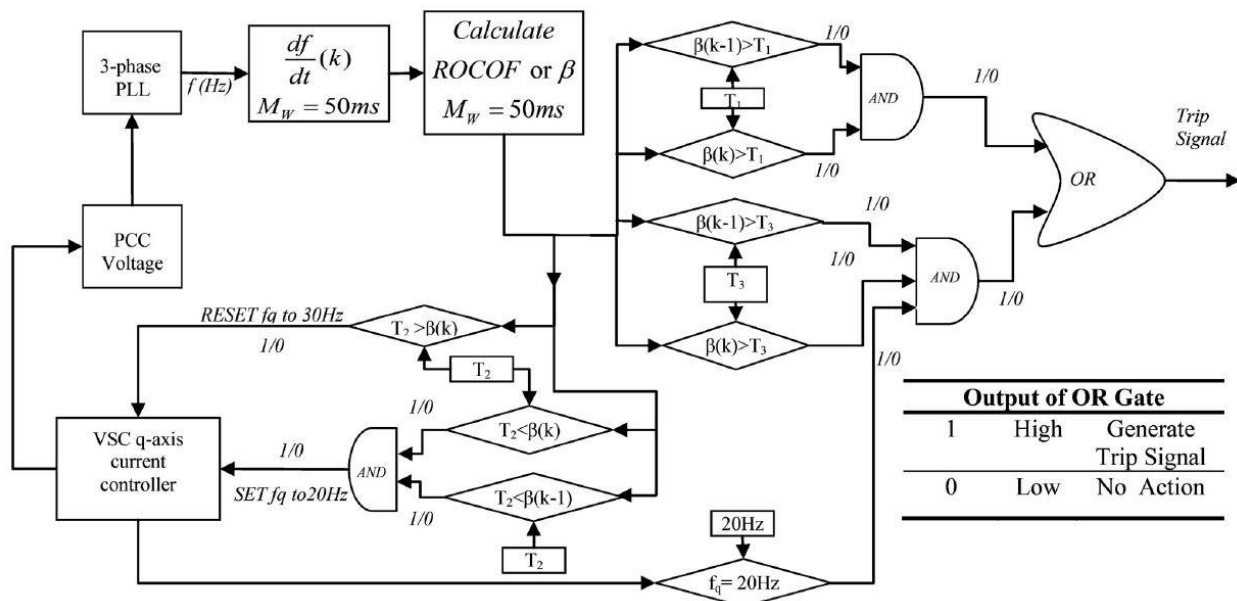 3-phase
PLL
f (Hz)
df/dt (k)
M_W = 50ms
Calculate
ROCOF or β
M_W = 50ms
β(k-1)>T₁
T₁
β(k)>T₁
1/0
1/0
AND
1/0
OR
Trip
Signal
PCC
Voltage
β(k-1)>T₃
T₃
β(k)>T₃
1/0
1/0
AND
1/0
1/0
RESET fq to 30Hz
1/0
T₂ >β(k)
T₂
T₂<β(k)
1/0
AND
T₂<β(k-1)
1/0
T₂
VSC q-axis
current
controller
1/0
SET fq to20Hz
20Hz
f_q= 20Hz
Output of OR Gate
1 High Generate
Trip Signal
0 Low No Action